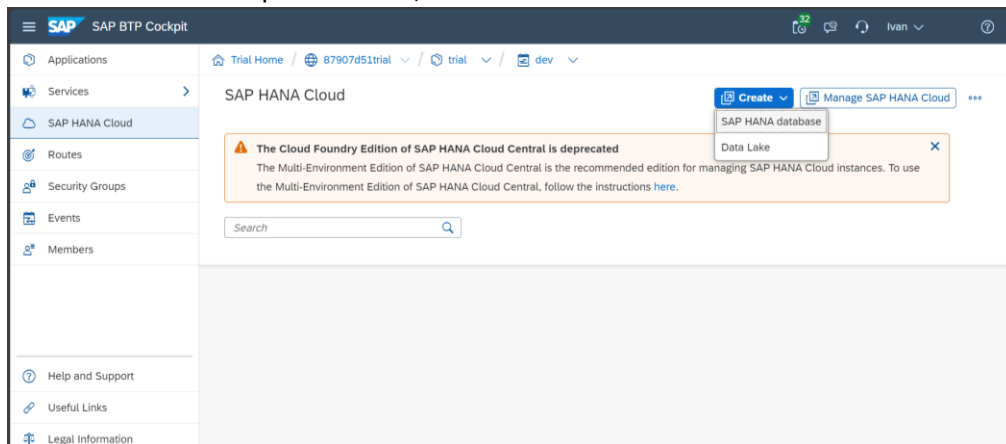 SAP SAP BTP Cockpit
32
Ivan
Applications
Trial Home / 87907d51trial / trial / dev
Services
SAP HANA Cloud
Create
Manage SAP HANA Cloud
SAP HANA Cloud
SAP HANA database
Data Lake
The Cloud Foundry Edition of SAP HANA Cloud Central is deprecated
The Multi-Environment Edition of SAP HANA Cloud Central is the recommended edition for managing SAP HANA Cloud instances. To use
the Multi-Environment Edition of SAP HANA Cloud Central, follow the instructions here.
Routes
Security Groups
Events
Search
Members
Help and Support
Useful Links
Legal Information